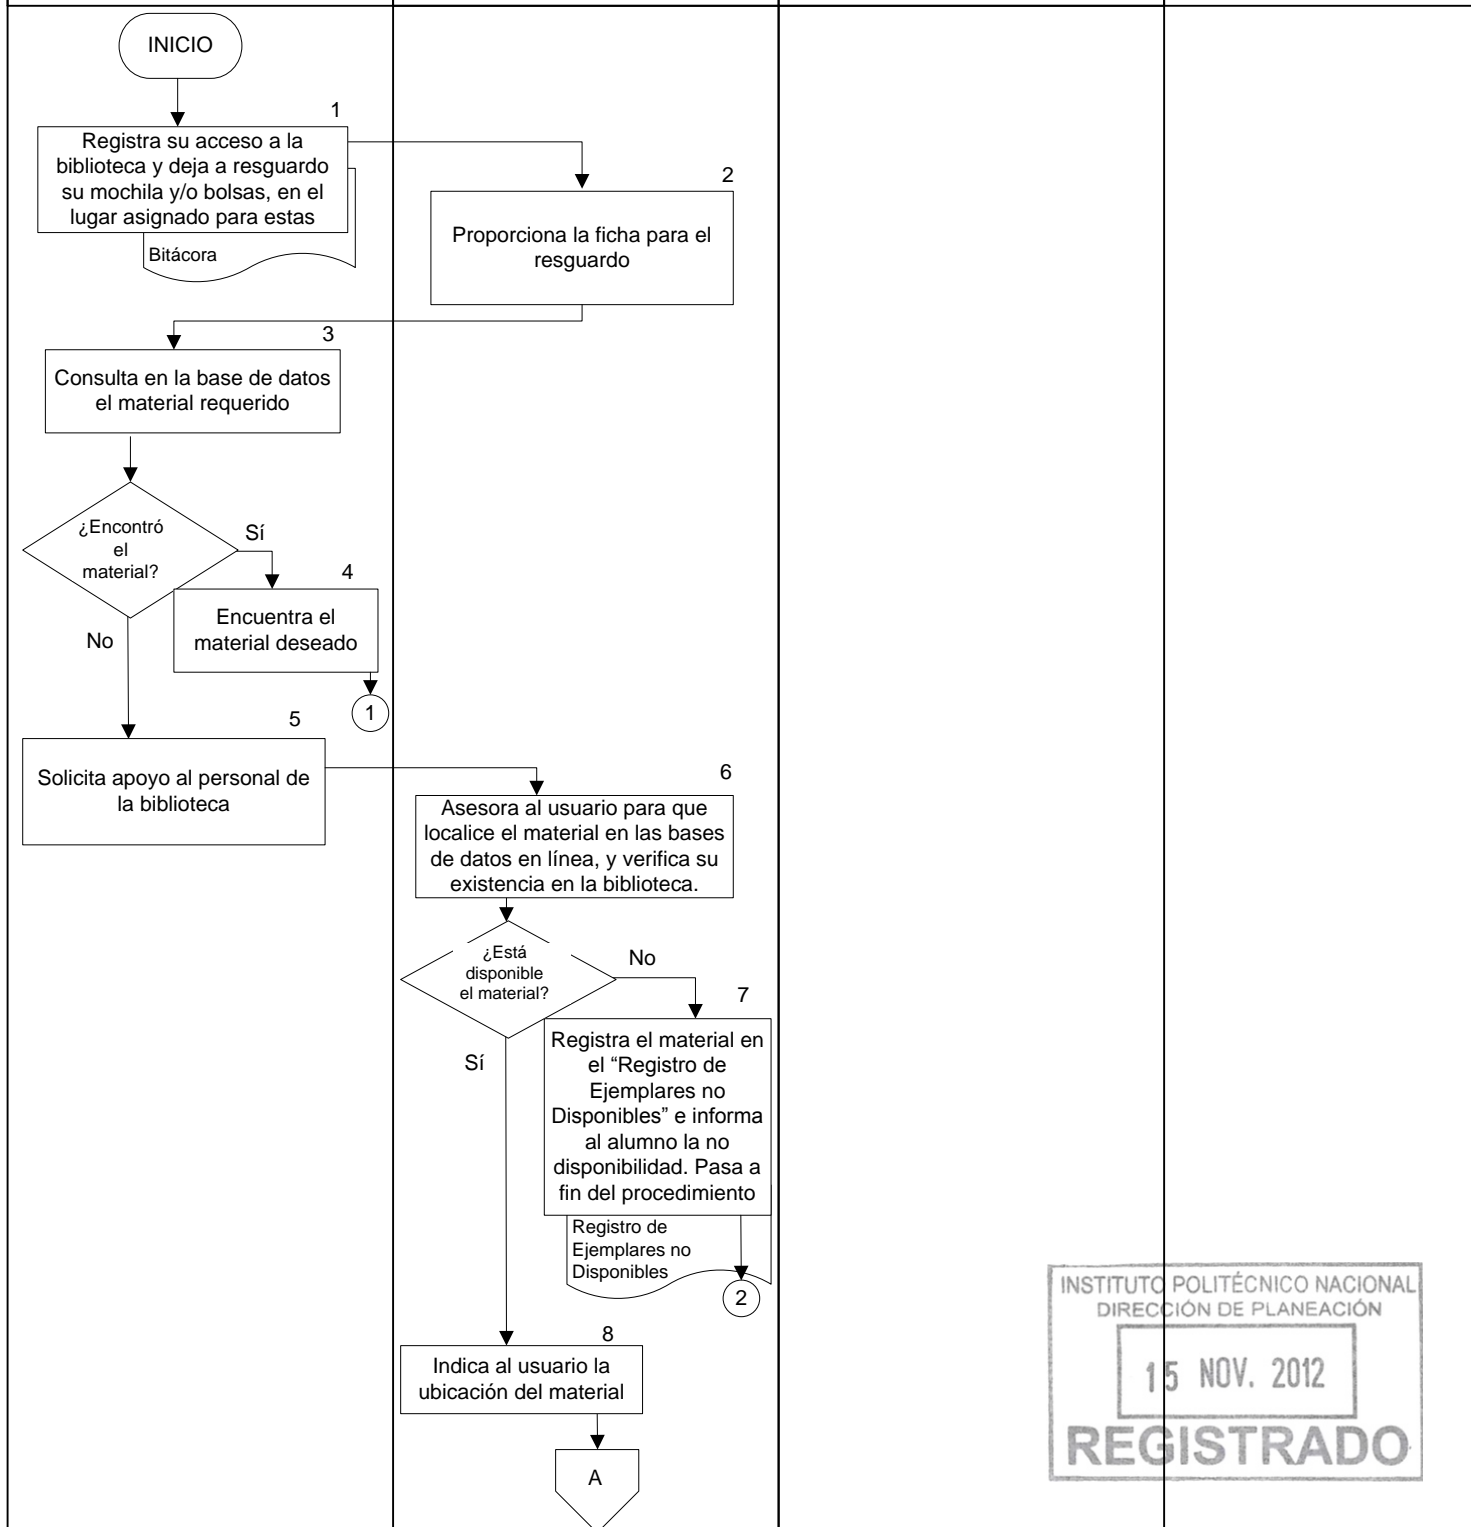 INICIO
1
Registra su acceso a la
biblioteca y deja a resguardo
su mochila y/o bolsas, en el
lugar asignado para estas
Bitácora
2
Proporciona la ficha para el
resguardo
3
Consulta en la base de datos
el material requerido
¿Encontró
el
material?
Sí
No
4
Encuentra el
material deseado
1
5
Solicita apoyo al personal de
la biblioteca
6
Asesora al usuario para que
localice el material en las bases
de datos en línea, y verifica su
existencia en la biblioteca.
¿Está
disponible
el material?
No
Sí
7
Registra el material en
el “Registro de
Ejemplares no
Disponibles” e informa
al alumno la no
disponibilidad. Pasa a
fin del procedimiento
Registro de
Ejemplares no
Disponibles
2
8
Indica al usuario la
ubicación del material
A
INSTITUTO POLITÉCNICO NACIONAL
DIRECCIÓN DE PLANEACIÓN
15 NOV. 2012
REGISTRADO